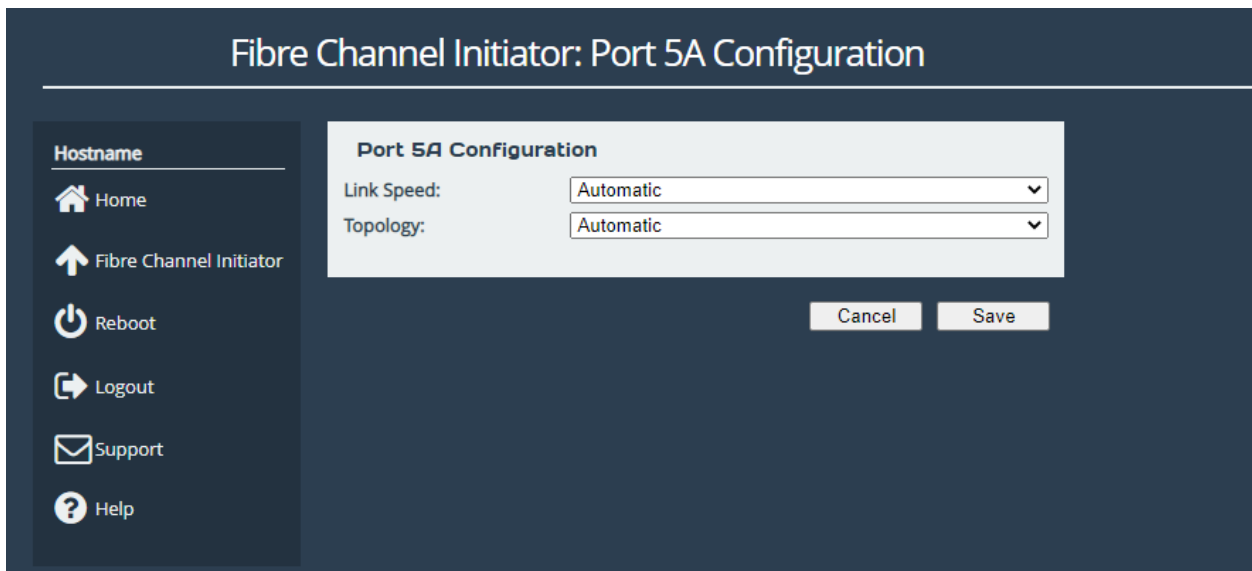 Fibre Channel Initiator: Port 5A Configuration
Hostname
Home
Fibre Channel Initiator
Reboot
Logout
Support
Help
Port 5A Configuration
Link Speed: Automatic
Topology: Automatic
Cancel Save